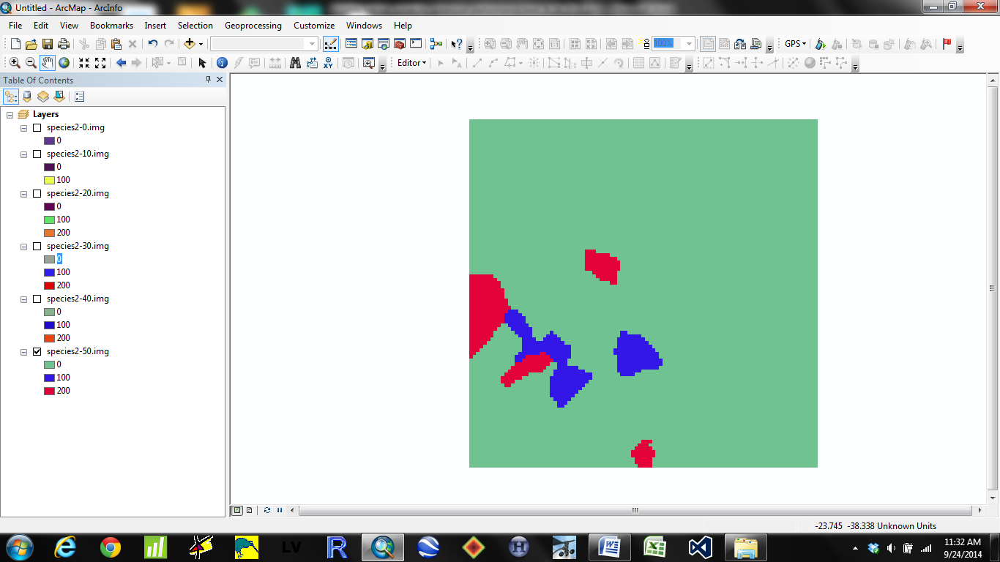 Untitled - ArcMap - ArcInfo
File Edit View Bookmarks Insert Selection Geoprocessing Customize Windows Help
100% GPS
Editor
Table Of Contents
Layers
species2-0.img
0
species2-10.img
0
100
species2-20.img
0
100
200
species2-30.img
0
100
200
species2-40.img
0
100
200
species2-50.img
0
100
200
-23.745 -38.338 Unknown Units
LV R H W X
11:32 AM
9/24/2014